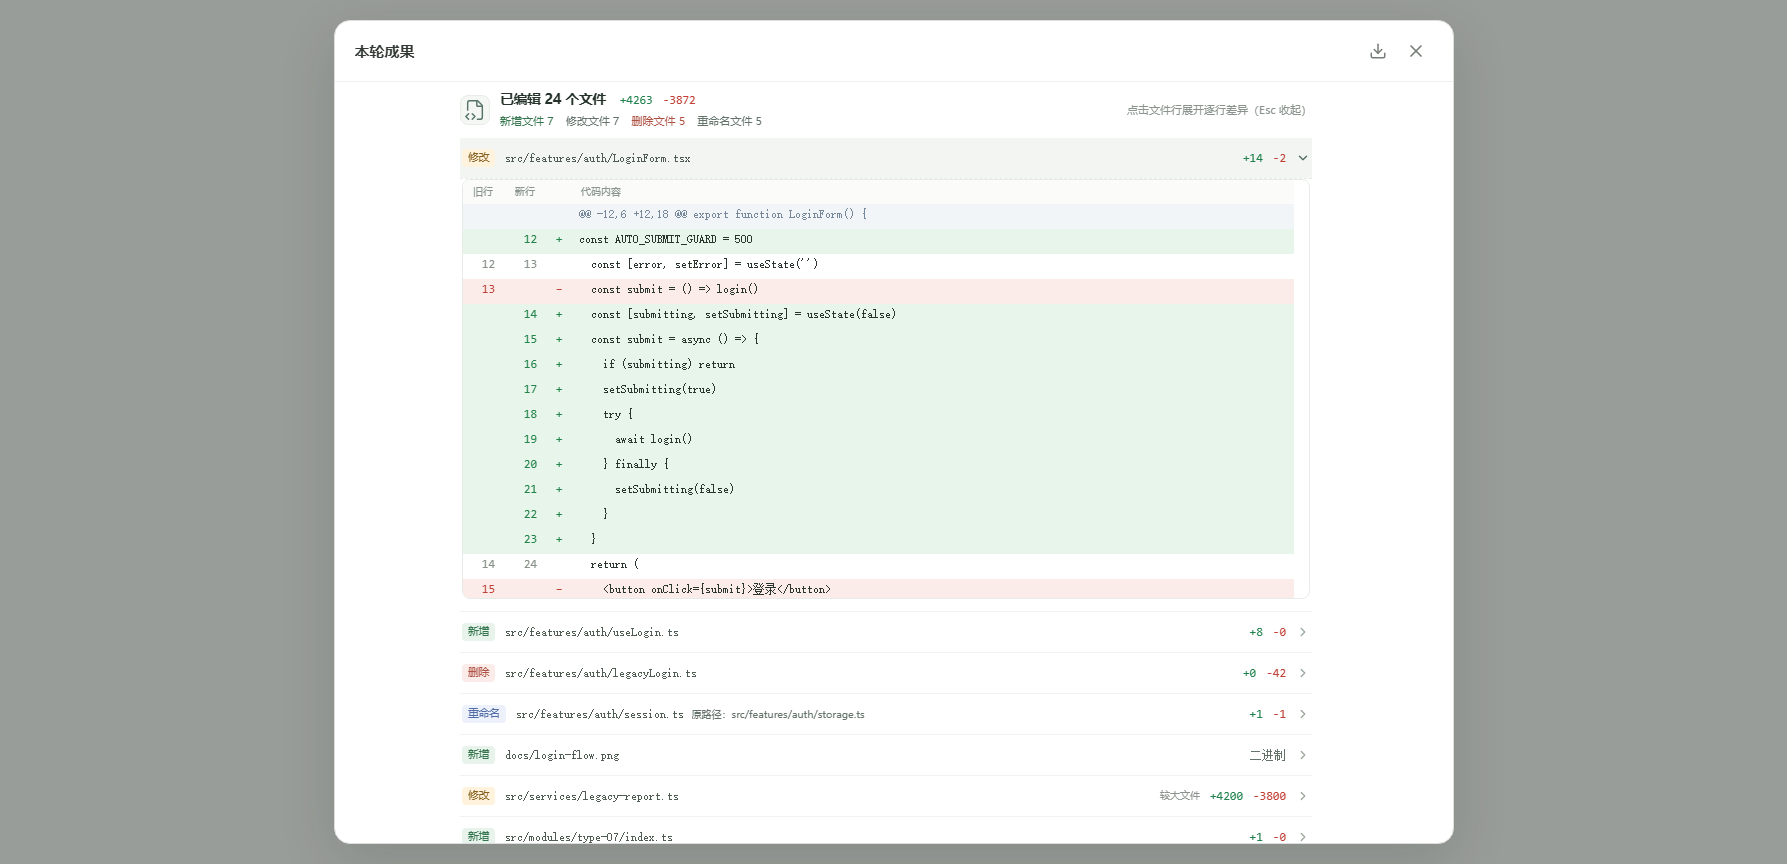 本轮成果
已编辑 24 个文件 +4263 -3872
新增文件 7 修改文件 7 删除文件 5 重命名文件 5
点击文件行展开逐行差异（Esc 收起）
修改 src/features/auth/LoginForm.tsx +14 -2
旧行 新行 代码内容
@@ -12,6 +12,18 @@ export function LoginForm() {
12 + const AUTO_SUBMIT_GUARD = 500
12 13 const [error, setError] = useState('')
13 - const submit = () => login()
14 + const [submitting, setSubmitting] = useState(false)
15 + const submit = async () => {
16 + if (submitting) return
17 + setSubmitting(true)
18 + try {
19 + await login()
20 + } finally {
21 + setSubmitting(false)
22 + }
23 + }
14 24 return (
15 - <button onClick={submit}>登录</button>
新增 src/features/auth/useLogin.ts +8 -0
删除 src/features/auth/legacyLogin.ts +0 -42
重命名 src/features/auth/session.ts 原路径：src/features/auth/storage.ts +1 -1
新增 docs/login-flow.png 二进制
修改 src/services/legacy-report.ts 较大文件 +4200 -3800
新增 src/modules/type-07/index.ts +1 -0